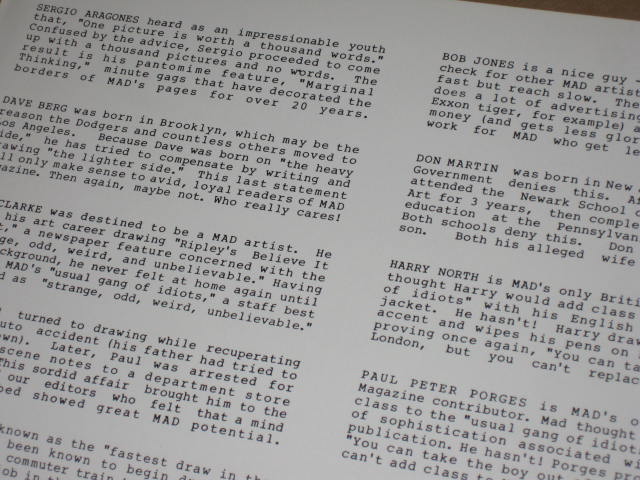 SERGIO ARAGONES heard as an impressionable youth
that, "One picture is worth a thousand words."
Confused by the advice, Sergio proceeded to come
up with a thousand pictures and no words. The
result is his pantomime feature, "Marginal
Thinking," minute gags that have decorated the
borders of MAD's pages for over 20 years.
DAVE BERG was born in Brooklyn, which may be the
reason the Dodgers and countless others moved to
Los Angeles. Because Dave was born on "the heavy
side," he has tried to compensate by writing and
drawing "the lighter side." This last statement
will only make sense to avid, loyal readers of MAD
gazine. Then again, maybe not. Who really cares!
CLARKE was destined to be a MAD artist. He
his art career drawing "Ripley's Believe It
," a newspaper feature concerned with the
ge, odd, weird, and unbelievable." Having
ckground, he never felt at home again until
MAD's "usual gang of idiots," a staff best
d as "strange, odd, weird, unbelievable."
turned to drawing while recuperating
uto accident (his father had tried to
wn). Later, Paul was arrested for
scene notes to a department store
This sordid affair brought him to the
our editors who felt that a mind
bed showed great MAD potential.
known as the "fastest draw in th
been known to begin dr
commuter train
job in th
BOB JONES is a nice guy -
check for other MAD artist
fast but reach slow. The
does a lot of advertising
Exxon tiger, for example) a
money (and gets less glor
work for MAD who get le
DON MARTIN was born in New
Government denies this. Af
attended the Newark School o
Art for 3 years, then comple
education at the Pennsylvan
Both schools deny this. Don
son. Both his alleged wife
HARRY NORTH is MAD's only Briti
thought Harry would add class
of idiots" with his English
jacket. He hasn't! Harry draw
accent and wipes his pens on
proving once again, "You can ta
London, but you can't replac
PAUL PETER PORGES is MAD's o
Magazine contributor. Mad thought
class to the "usual gang of idiot
of sophistication associated wi
publication. He hasn't! Porges pro
"You can take the boy out o
can't add class to